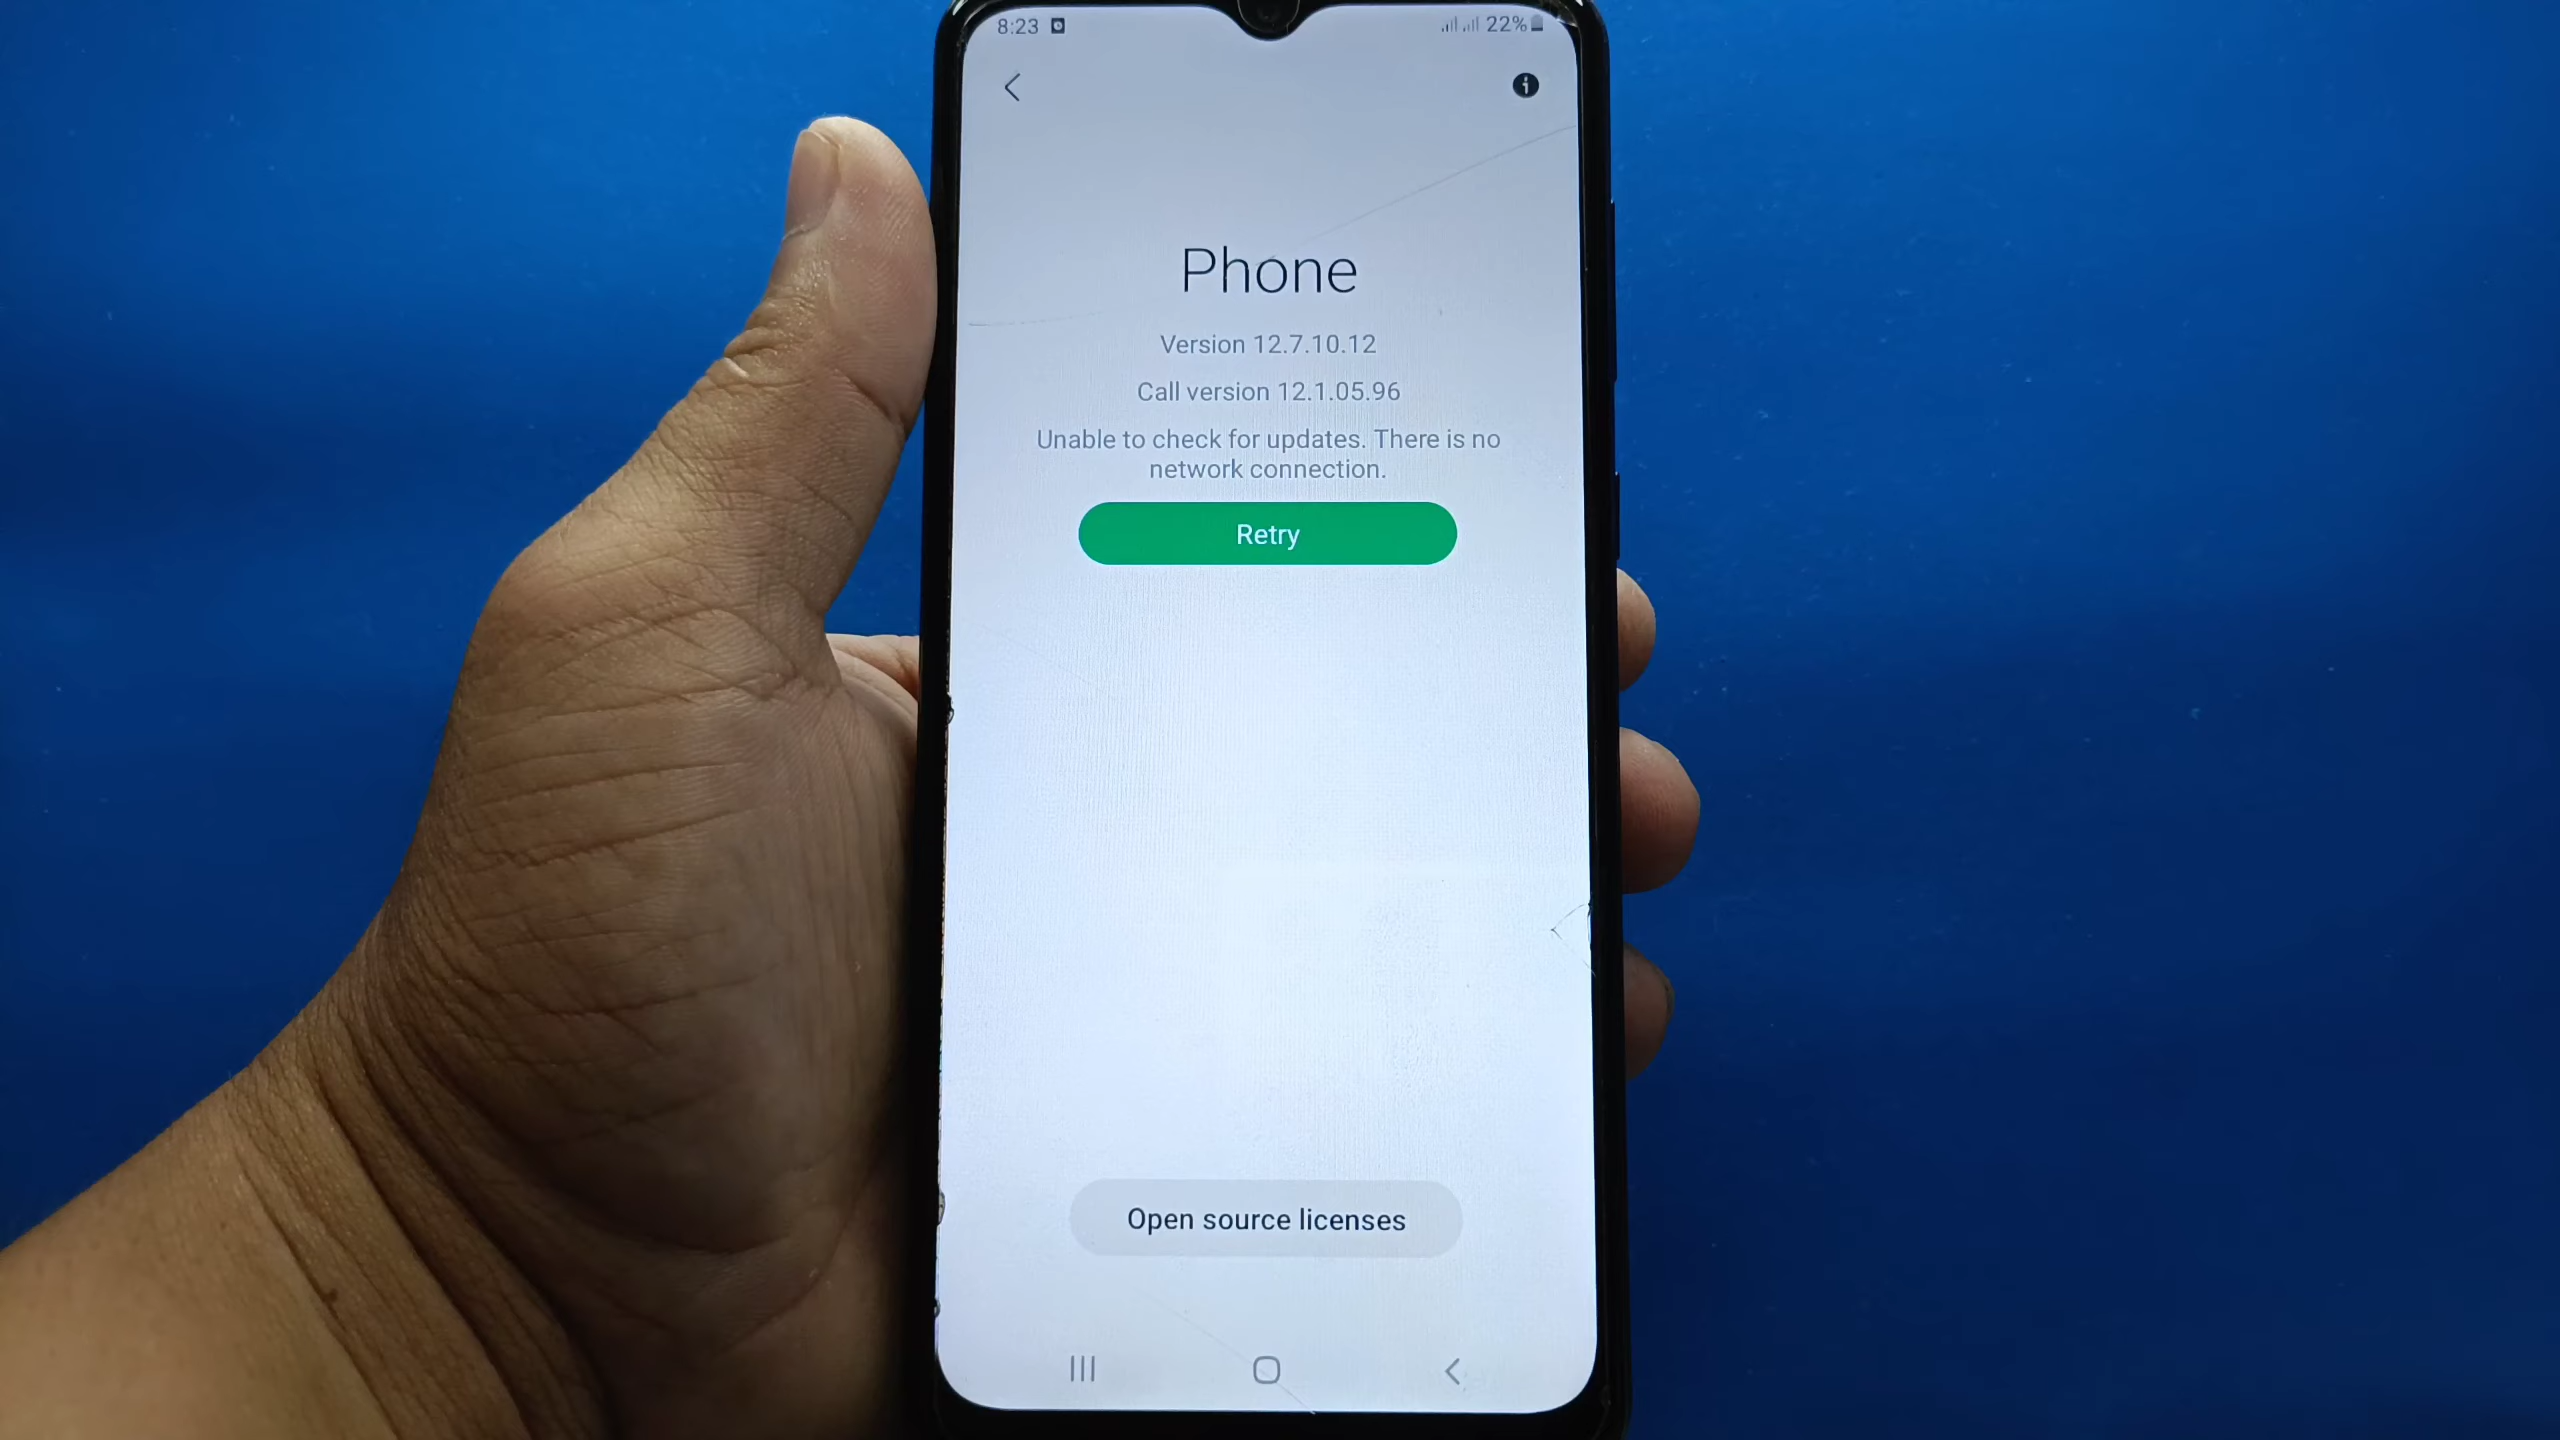 8:23
22%
Phone
Version 12.7.10.12
Call version 12.1.05.96
Unable to check for updates. There is no
network connection.
Retry
Open source licenses